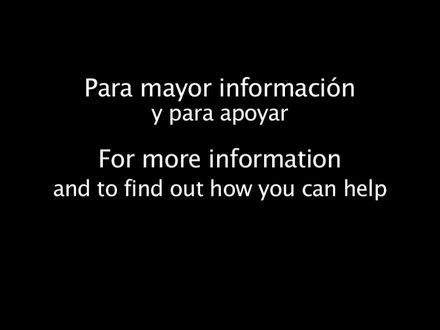 Para mayor información
y para apoyar
For more information
and to find out how you can help